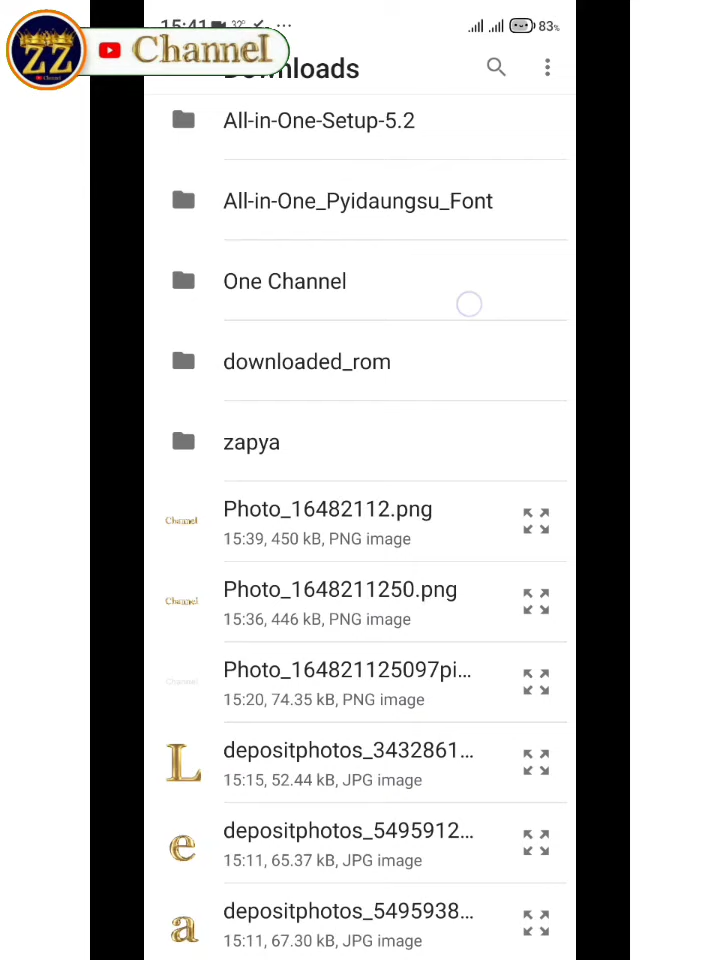 15:41 32° ...
83%
ZZ
Channel
Channel
Downloads
All-in-One-Setup-5.2
All-in-One_Pyidaungsu_Font
One Channel
downloaded_rom
zapya
Channel
Photo_16482112.png
15:39, 450 kB, PNG image
Channel
Photo_1648211250.png
15:36, 446 kB, PNG image
Channel
Photo_164821125097pi...
15:20, 74.35 kB, PNG image
L
depositphotos_3432861...
15:15, 52.44 kB, JPG image
e
depositphotos_5495912...
15:11, 65.37 kB, JPG image
a
depositphotos_5495938...
15:11, 67.30 kB, JPG image